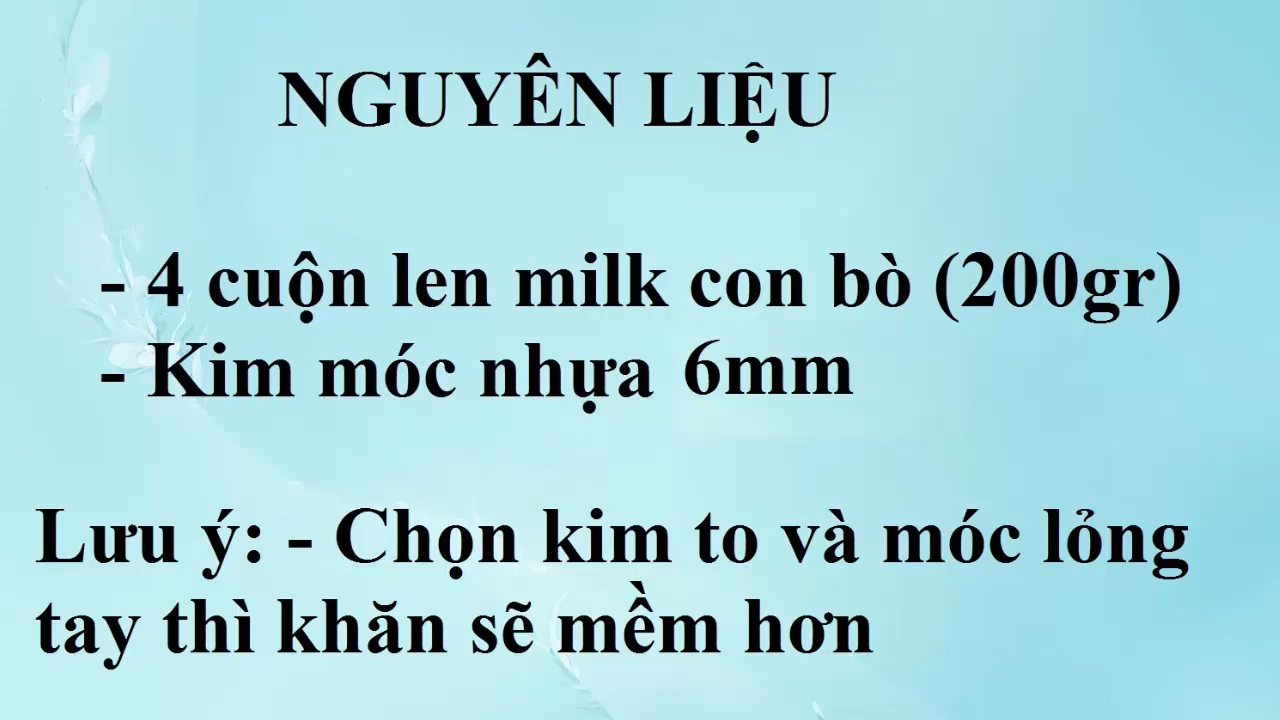 NGUYÊN LIỆU
- 4 cuộn len milk con bò (200gr)
- Kim móc nhựa 6mm
Lưu ý: - Chọn kim to và móc lỏng
tay thì khăn sẽ mềm hơn